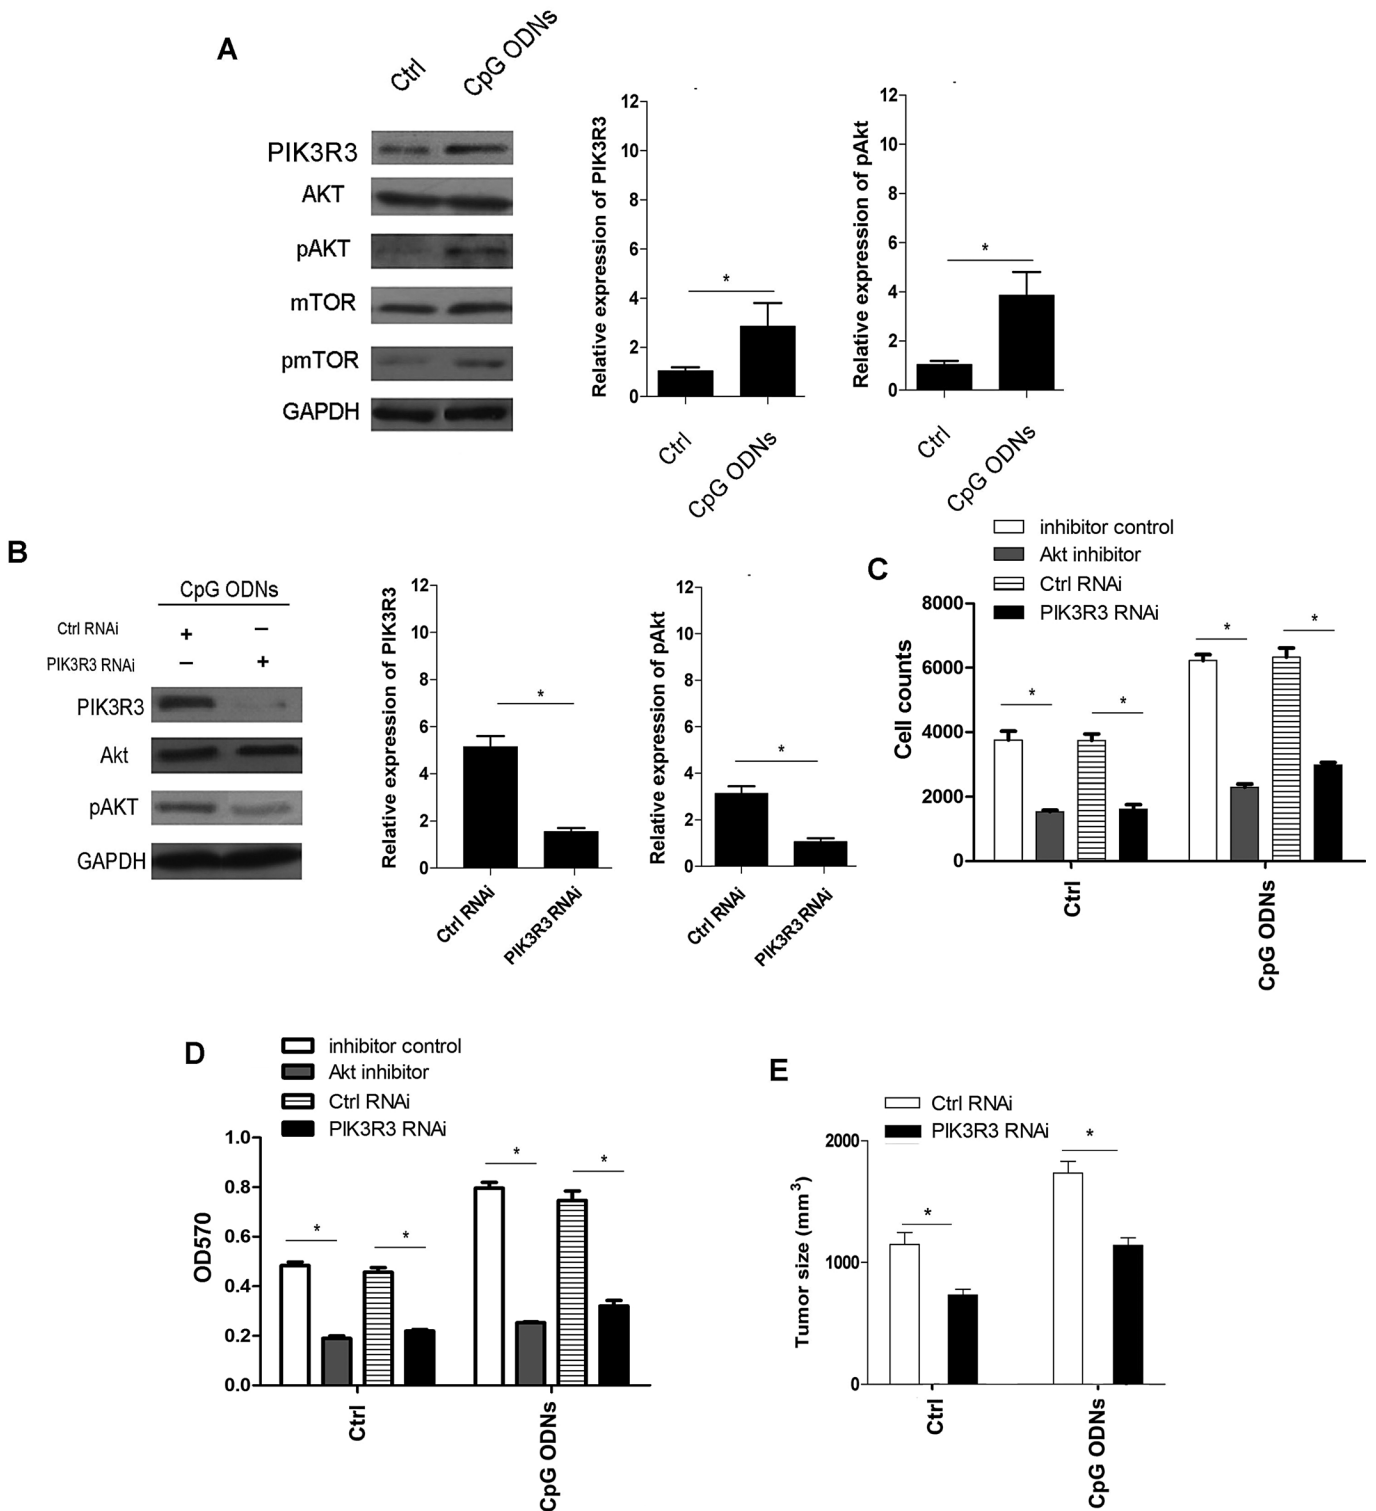 A
Ctrl
CpG ODNs
PIK3R3
AKT
pAKT
mTOR
pmTOR
GAPDH
Relative expression of PIK3R3
12
10
8
6
4
2
0
*
Ctrl
CpG ODNs
Relative expression of pAkt
12
10
8
6
4
2
0
*
Ctrl
CpG ODNs
B
CpG ODNs
Ctrl RNAi + −
PIK3R3 RNAi − +
PIK3R3
Akt
pAKT
GAPDH
Relative expression of PIK3R3
12
10
8
6
4
2
0
*
Ctrl RNAi
PIK3R3 RNAi
Relative expression of pAkt
12
10
8
6
4
2
0
*
Ctrl RNAi
PIK3R3 RNAi
C
inhibitor control
Akt inhibitor
Ctrl RNAi
PIK3R3 RNAi
Cell counts
8000
6000
4000
2000
0
* * * *
Ctrl
CpG ODNs
D
inhibitor control
Akt inhibitor
Ctrl RNAi
PIK3R3 RNAi
OD570
1.0
0.8
0.6
0.4
0.2
0.0
* * * *
Ctrl
CpG ODNs
E
Ctrl RNAi
PIK3R3 RNAi
Tumor size (mm³)
2000
1000
0
* *
Ctrl
CpG ODNs